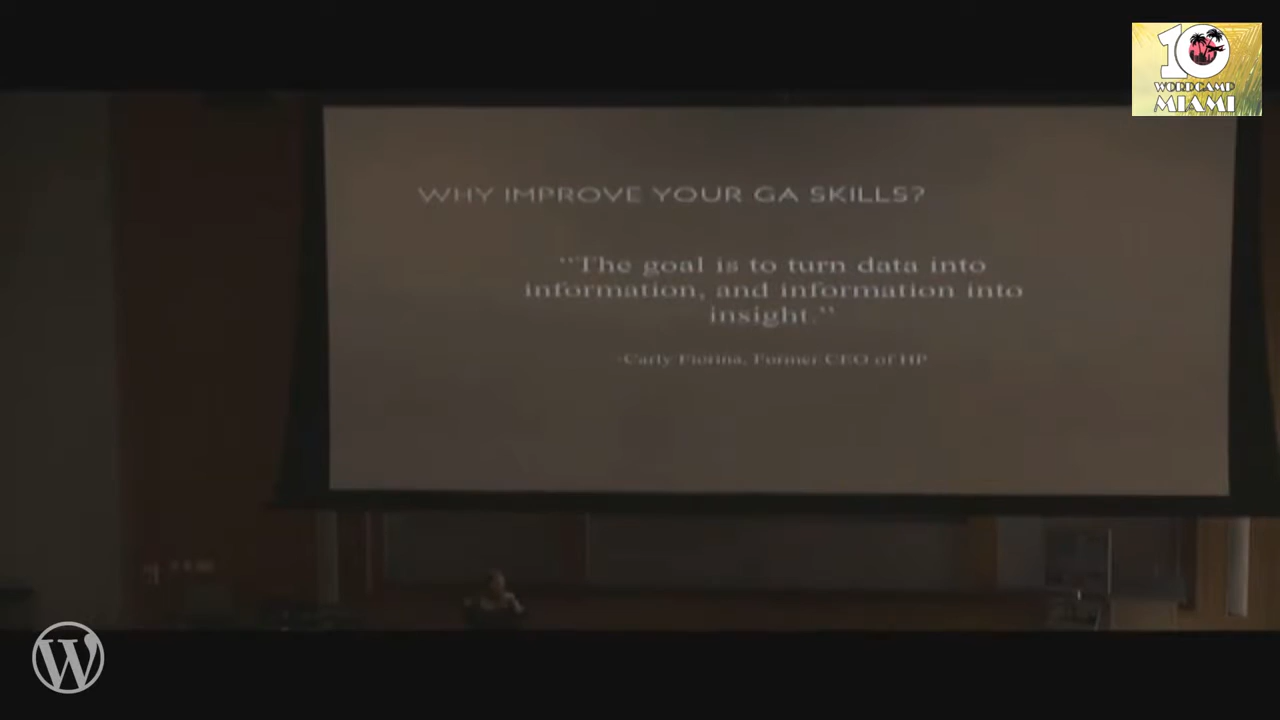 10
WORDCAMP
MIAMI
WHY IMPROVE YOUR GA SKILLS?
“The goal is to turn data into
information, and information into
insight.”
-Carly Fiorina, Former CEO of HP
W